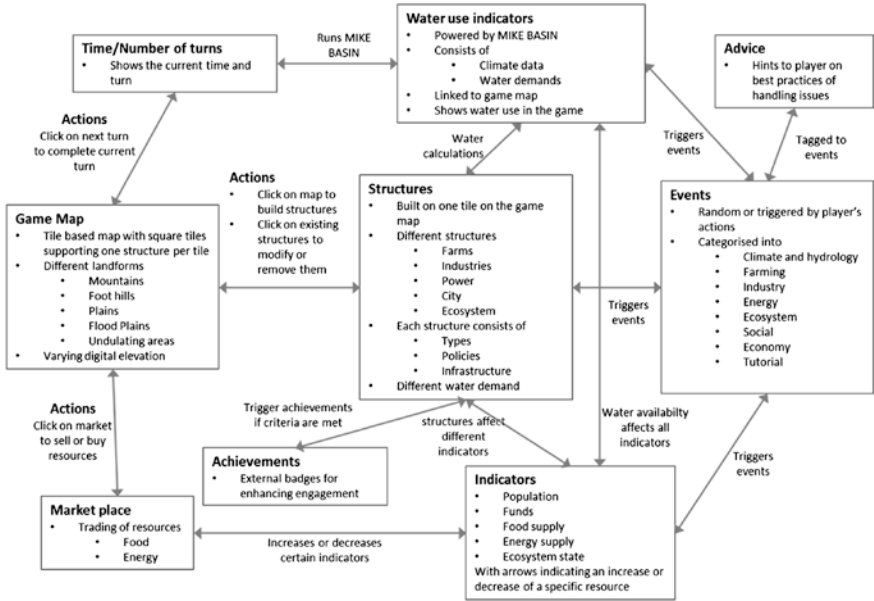 Time/Number of turns
• Shows the current time and
turn
Runs MIKE
BASIN
Water use indicators
• Powered by MIKE BASIN
• Consists of
• Climate data
• Water demands
• Linked to game map
• Shows water use in the game
Advice
• Hints to player on
best practices of
handling issues
Actions
Click on next turn
to complete current
turn
Water
calculations
Triggers
events
Tagged to
events
Actions
• Click on map to
build structures
• Click on existing
structures to
modify or
remove them
Game Map
• Tile based map with square tiles
supporting one structure per tile
• Different landforms
• Mountains
• Foot hills
• Plains
• Flood Plains
• Undulating areas
• Varying digital elevation
Structures
• Built on one tile on the game
map
• Different structures
• Farms
• Industries
• Power
• City
• Ecosystem
• Each structure consists of
• Types
• Policies
• Infrastructure
• Different water demand
Triggers
events
Events
• Random or triggered by player's
actions
• Categorised into
• Climate and hydrology
• Farming
• Industry
• Energy
• Ecosystem
• Social
• Economy
• Tutorial
Actions
Click on market
to sell or buy
resources
Trigger achievements
if criteria are met
structures affect
different
indicators
Water availabilty
affects all
indicators
Triggers
events
Achievements
• External badges for
enhancing engagement
Market place
• Trading of resources
• Food
• Energy
Increases or decreases
certain indicators
Indicators
• Population
• Funds
• Food supply
• Energy supply
• Ecosystem state
With arrows indicating an increase or
decrease of a specific resource